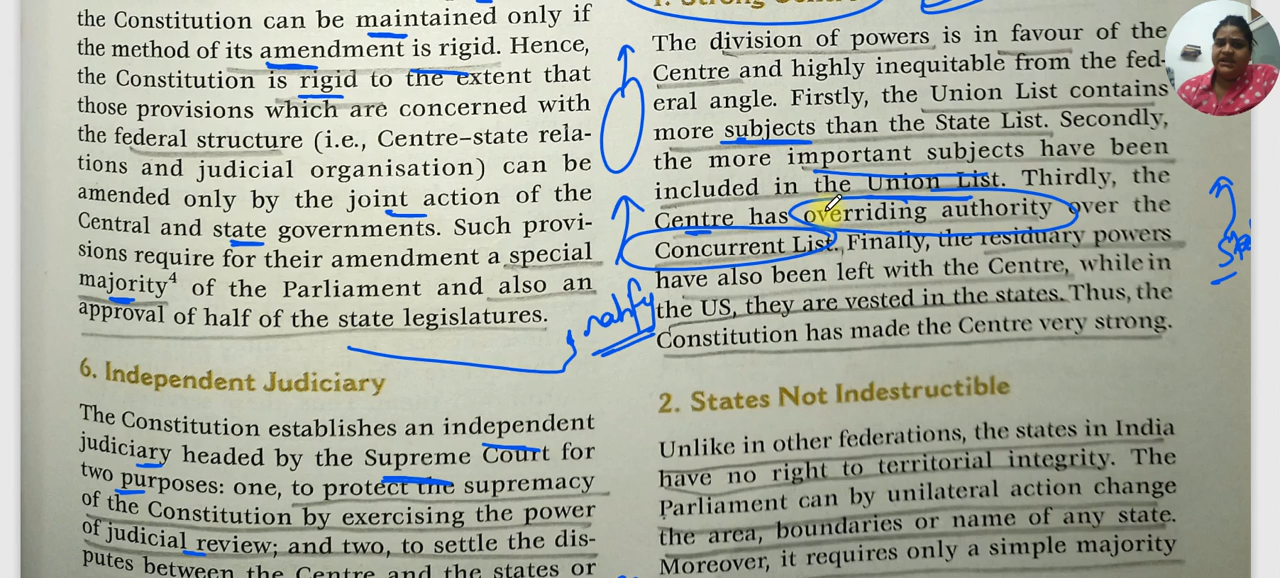 the Constitution can be maintained only if
the method of its amendment is rigid. Hence,
the Constitution is rigid to the extent that
those provisions which are concerned with
the federal structure (i.e., Centre–state rela-
tions and judicial organisation) can be
amended only by the joint action of the
Central and state governments. Such provi-
sions require for their amendment a special
majority⁴ of the Parliament and also an
approval of half of the state legislatures.
ratify
6. Independent Judiciary
The Constitution establishes an independent
judiciary headed by the Supreme Court for
two purposes: one, to protect the supremacy
of the Constitution by exercising the power
of judicial review; and two, to settle the dis-
putes between the Centre and the states or
1. Strong
The division of powers is in favour of the
Centre and highly inequitable from the fed-
eral angle. Firstly, the Union List contains
more subjects than the State List. Secondly,
the more important subjects have been
included in the Union List. Thirdly, the
Centre has overriding authority over the
Concurrent List. Finally, the residuary powers
have also been left with the Centre, while in
the US, they are vested in the states. Thus, the
Constitution has made the Centre very strong.
2. States Not Indestructible
Unlike in other federations, the states in India
have no right to territorial integrity. The
Parliament can by unilateral action change
the area, boundaries or name of any state.
Moreover, it requires only a simple majority